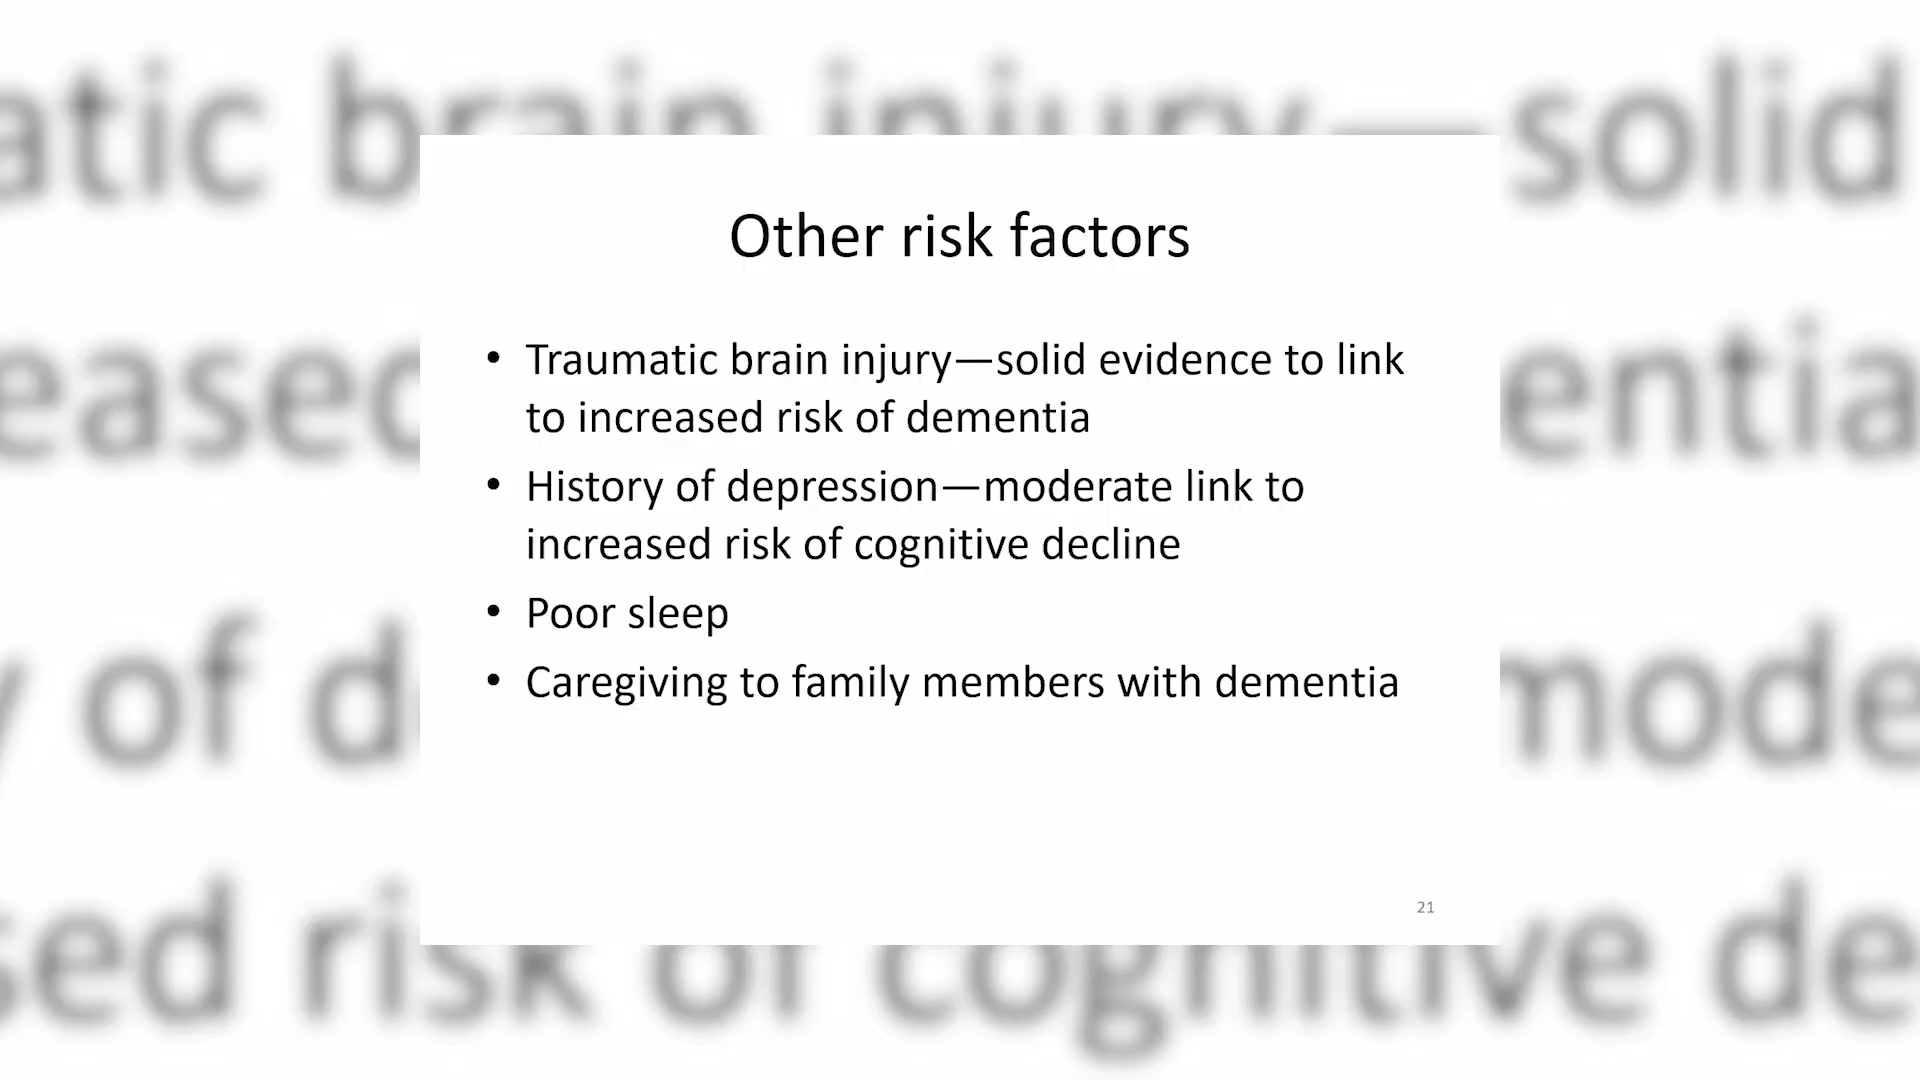 Other risk factors
• Traumatic brain injury—solid evidence to link
to increased risk of dementia
• History of depression—moderate link to
increased risk of cognitive decline
• Poor sleep
• Caregiving to family members with dementia
21